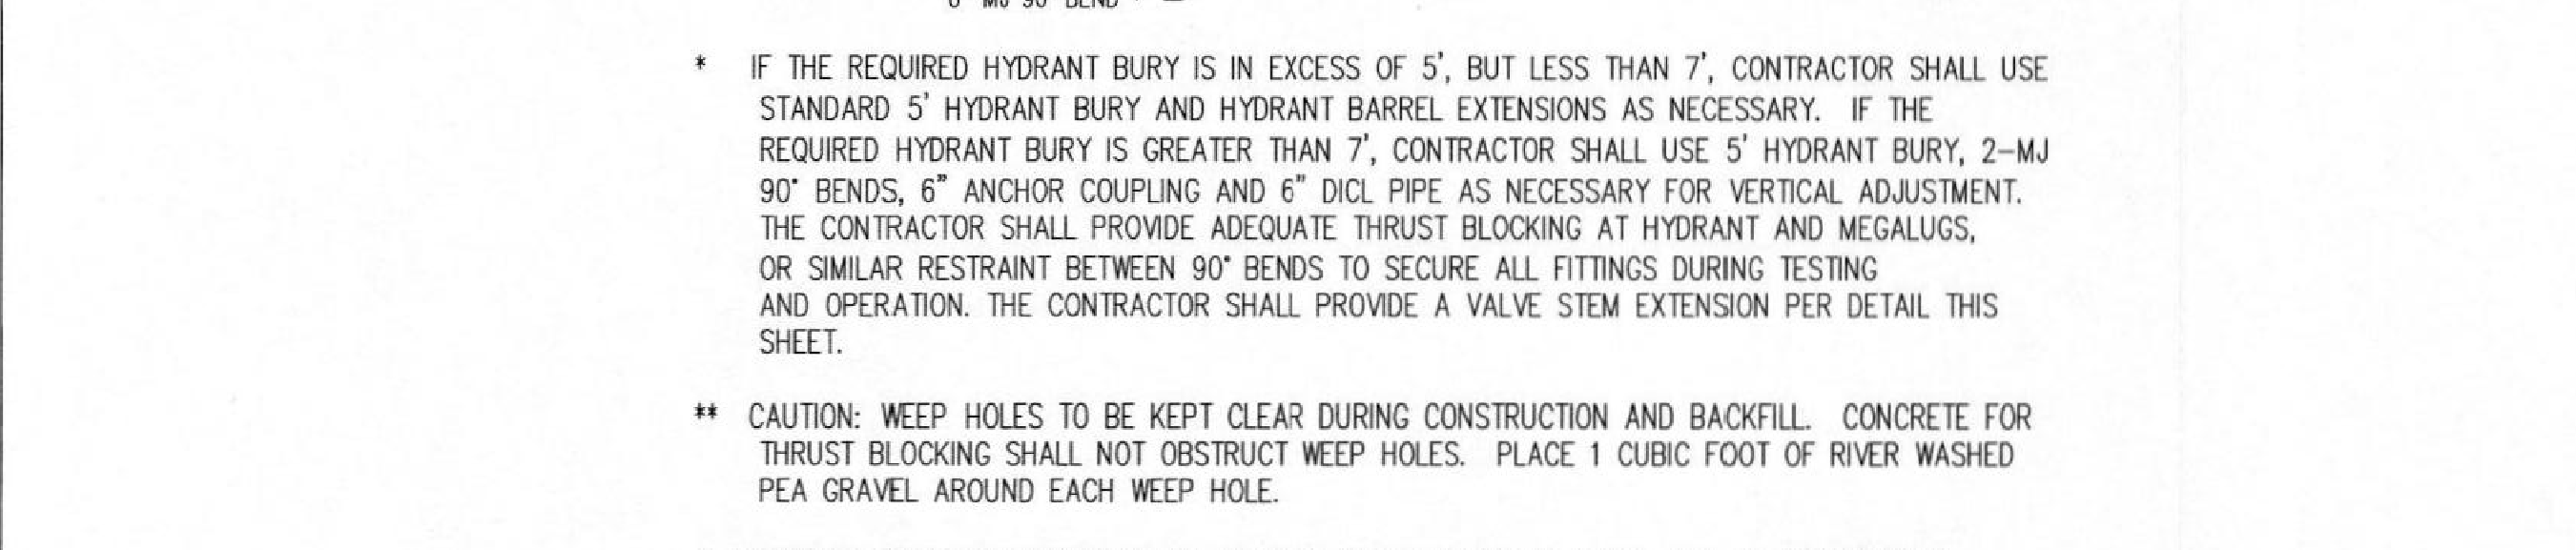 MJ 90° BEND
* IF THE REQUIRED HYDRANT BURY IS IN EXCESS OF 5', BUT LESS THAN 7', CONTRACTOR SHALL USE
STANDARD 5' HYDRANT BURY AND HYDRANT BARREL EXTENSIONS AS NECESSARY. IF THE
REQUIRED HYDRANT BURY IS GREATER THAN 7', CONTRACTOR SHALL USE 5' HYDRANT BURY, 2-MJ
90° BENDS, 6" ANCHOR COUPLING AND 6" DICL PIPE AS NECESSARY FOR VERTICAL ADJUSTMENT.
THE CONTRACTOR SHALL PROVIDE ADEQUATE THRUST BLOCKING AT HYDRANT AND MEGALUGS,
OR SIMILAR RESTRAINT BETWEEN 90° BENDS TO SECURE ALL FITTINGS DURING TESTING
AND OPERATION. THE CONTRACTOR SHALL PROVIDE A VALVE STEM EXTENSION PER DETAIL THIS
SHEET.
** CAUTION: WEEP HOLES TO BE KEPT CLEAR DURING CONSTRUCTION AND BACKFILL. CONCRETE FOR
THRUST BLOCKING SHALL NOT OBSTRUCT WEEP HOLES. PLACE 1 CUBIC FOOT OF RIVER WASHED
PEA GRAVEL AROUND EACH WEEP HOLE.